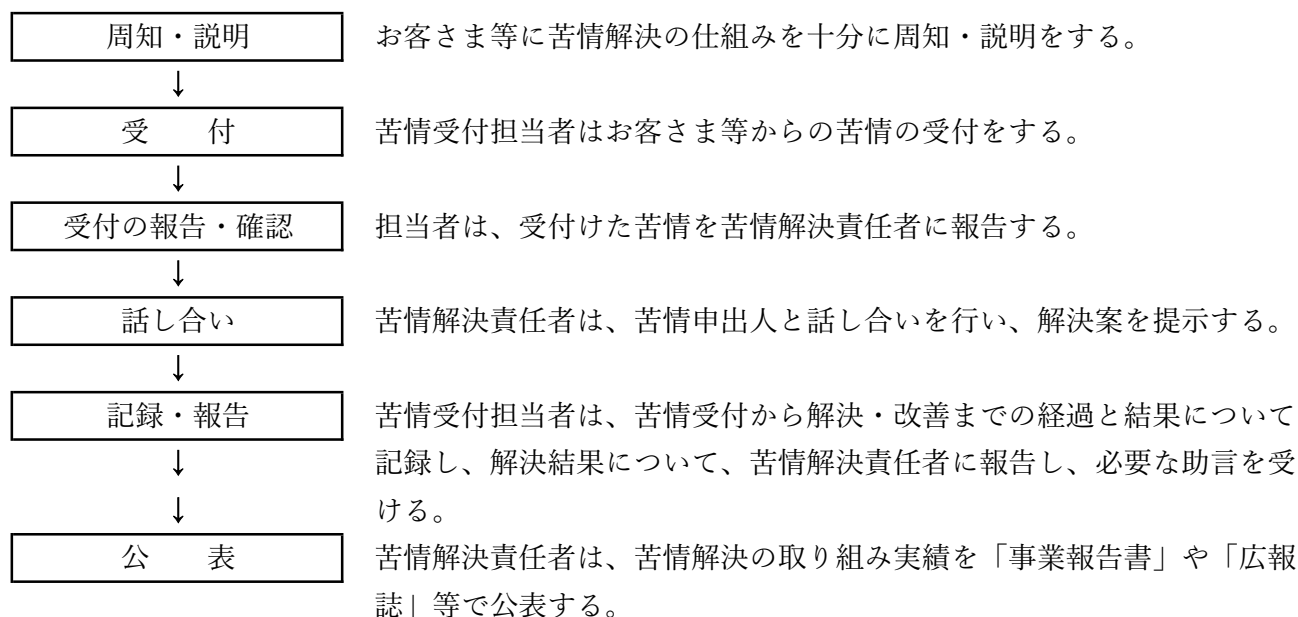 周知・説明 お客さま等に苦情解決の仕組みを十分に周知・説明をする。
↓
受　付 苦情受付担当者はお客さま等からの苦情の受付をする。
↓
受付の報告・確認 担当者は、受付けた苦情を苦情解決責任者に報告する。
↓
話し合い 苦情解決責任者は、苦情申出人と話し合いを行い、解決案を提示する。
↓
記録・報告 苦情受付担当者は、苦情受付から解決・改善までの経過と結果について
↓ 記録し、解決結果について、苦情解決責任者に報告し、必要な助言を受
↓ ける。
公　表 苦情解決責任者は、苦情解決の取り組み実績を「事業報告書」や「広報
誌」等で公表する。